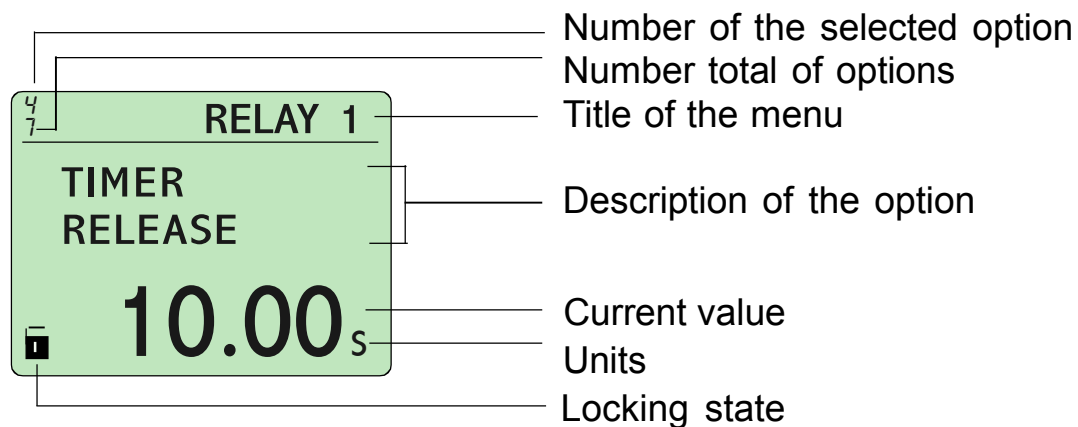 Number of the selected option
Number total of options
4
7
RELAY 1
Title of the menu
TIMER
RELEASE
Description of the option
10.00 s
Current value
Units
Locking state